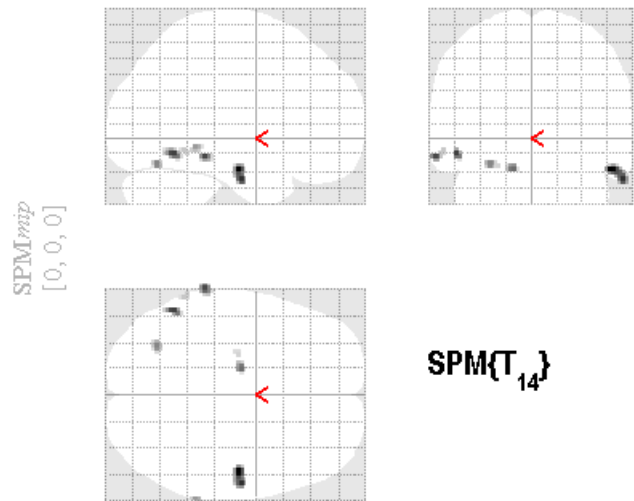 SPMmip
[0, 0, 0]
<
<
<
SPM{T14}